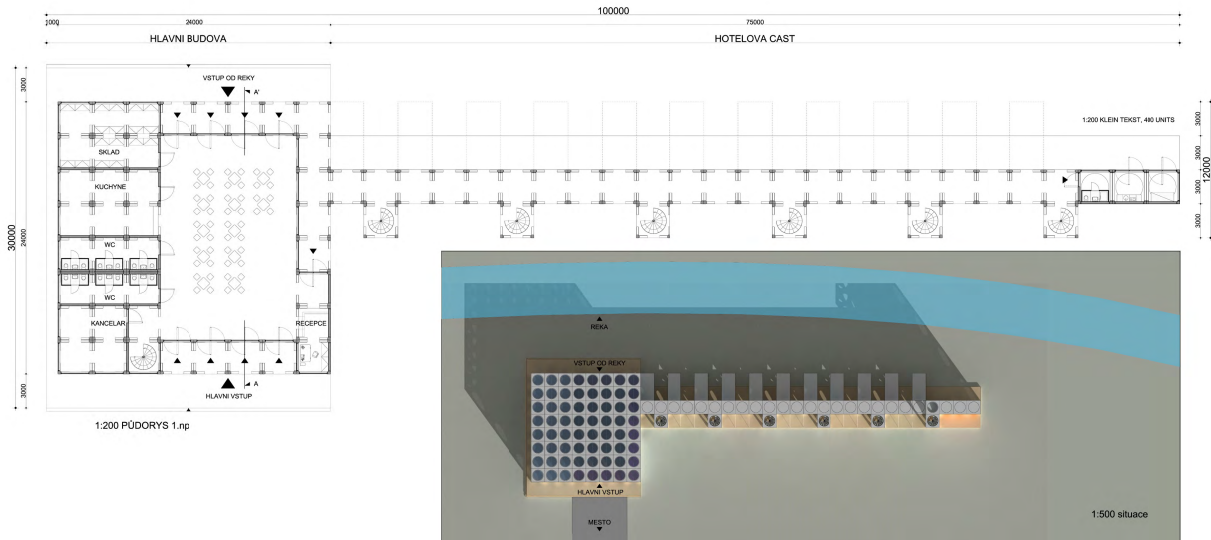 100000
1000
24000
75000
HLAVNI BUDOVA
HOTELOVA CAST
VSTUP OD REKY
A'
3000
24000
3000
30000
SKLAD
KUCHYNE
WC
WC
KANCELAR
RECEPCE
A
HLAVNI VSTUP
1:200 PŮDORYS 1.np
1:200 KLEIN TEKST, 400 UNITS
3000
3000
3000
3000
12000
REKA
VSTUP OD REKY
HLAVNI VSTUP
MESTO
1:500 situace